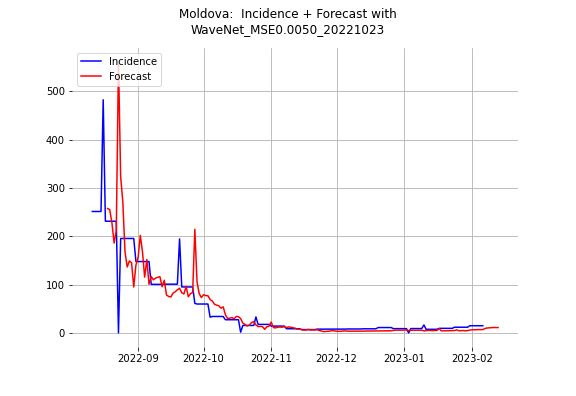 Moldova: Incidence + Forecast with
WaveNet_MSE0.0050_20221023
Incidence
Forecast
500
400
300
200
100
0
2022-09 2022-10 2022-11 2022-12 2023-01 2023-02